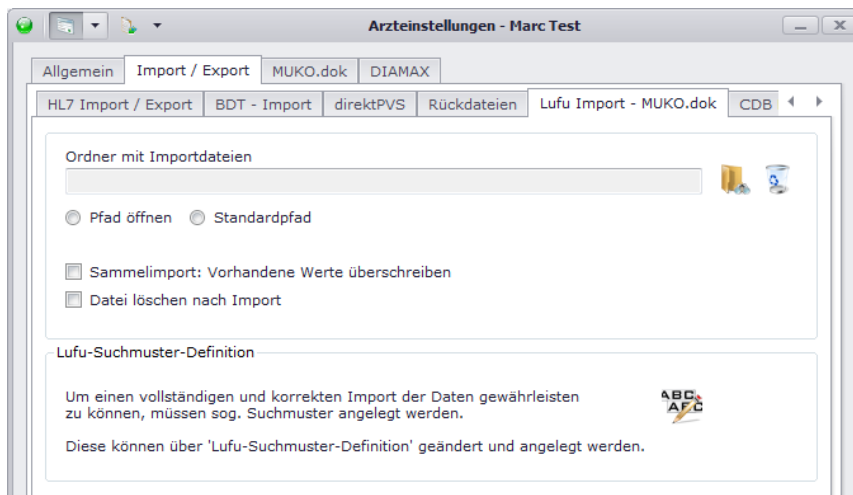 Arzteinstellungen - Marc Test
Allgemein Import / Export MUKO.dok DIAMAX
HL7 Import / Export BDT - Import direktPVS Rückdateien Lufu Import - MUKO.dok CDB
Ordner mit Importdateien
Pfad öffnen Standardpfad
Sammelimport: Vorhandene Werte überschreiben
Datei löschen nach Import
Lufu-Suchmuster-Definition
Um einen vollständigen und korrekten Import der Daten gewährleisten
zu können, müssen sog. Suchmuster angelegt werden.
Diese können über 'Lufu-Suchmuster-Definition' geändert und angelegt werden.